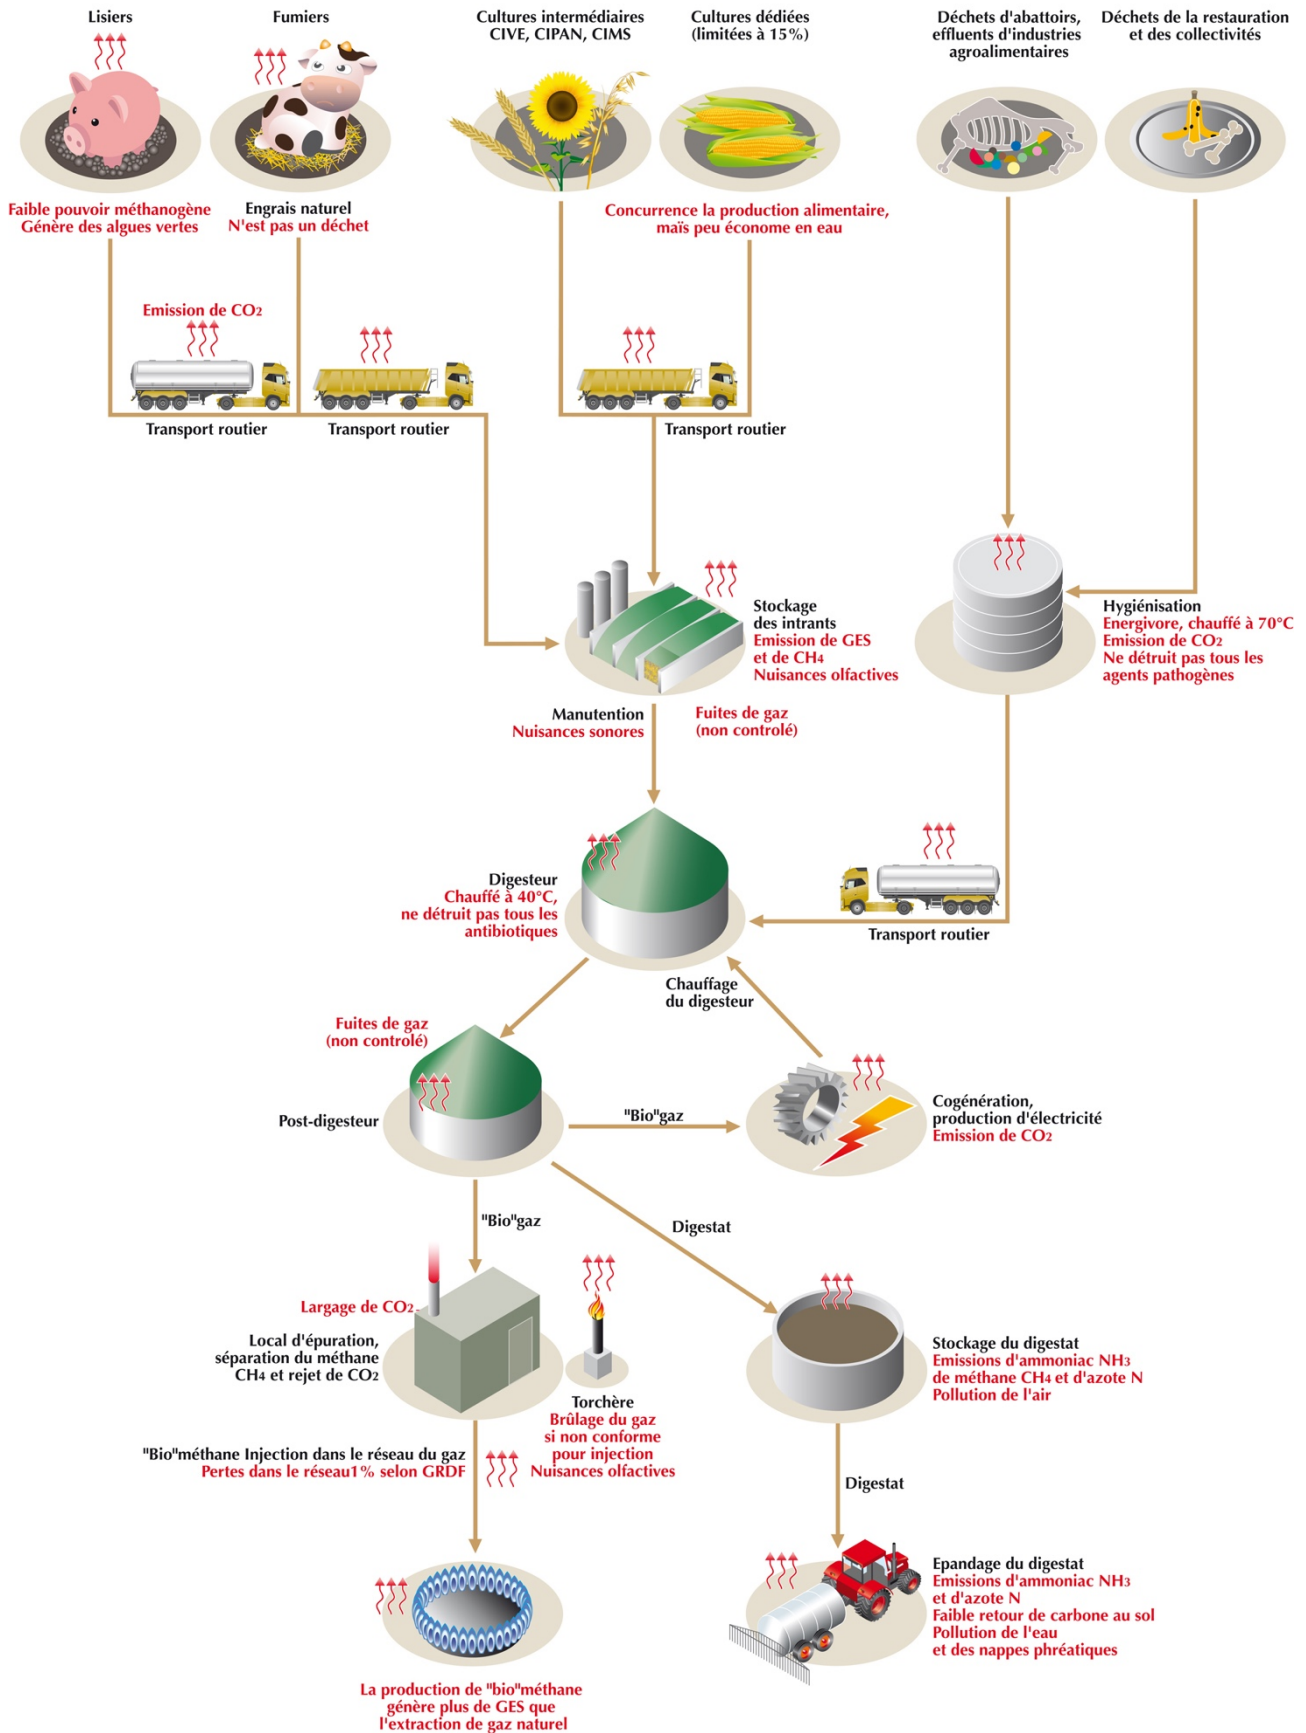 Lisiers
Fumiers
Cultures intermédiaires
CIVE, CIPAN, CIMS
Cultures dédiées
(limitées à 15%)
Déchets d'abattoirs,
effluents d'industries
agroalimentaires
Déchets de la restauration
et des collectivités
Faible pouvoir méthanogène
Génère des algues vertes
Engrais naturel
N'est pas un déchet
Concurrence la production alimentaire,
maïs peu économe en eau
Emission de CO2
Transport routier
Transport routier
Transport routier
Stockage
des intrants
Emission de GES
et de CH4
Nuisances olfactives
Hygiénisation
Energivore, chauffé à 70°C
Emission de CO2
Ne détruit pas tous les
agents pathogènes
Manutention
Nuisances sonores
Fuites de gaz
(non controlé)
Digesteur
Chauffé à 40°C,
ne détruit pas tous les
antibiotiques
Transport routier
Chauffage
du digesteur
Fuites de gaz
(non controlé)
Post-digesteur
"Bio"gaz
Cogénération,
production d'électricité
Emission de CO2
"Bio"gaz
Digestat
Largage de CO2
Local d'épuration,
séparation du méthane
CH4 et rejet de CO2
Torchère
Brûlage du gaz
si non conforme
pour injection
Nuisances olfactives
Stockage du digestat
Emissions d'ammoniac NH3
de méthane CH4 et d'azote N
Pollution de l'air
"Bio"méthane Injection dans le réseau du gaz
Pertes dans le réseau1% selon GRDF
Digestat
Epandage du digestat
Emissions d'ammoniac NH3
et d'azote N
Faible retour de carbone au sol
Pollution de l'eau
et des nappes phréatiques
La production de "bio"méthane
génère plus de GES que
l'extraction de gaz naturel